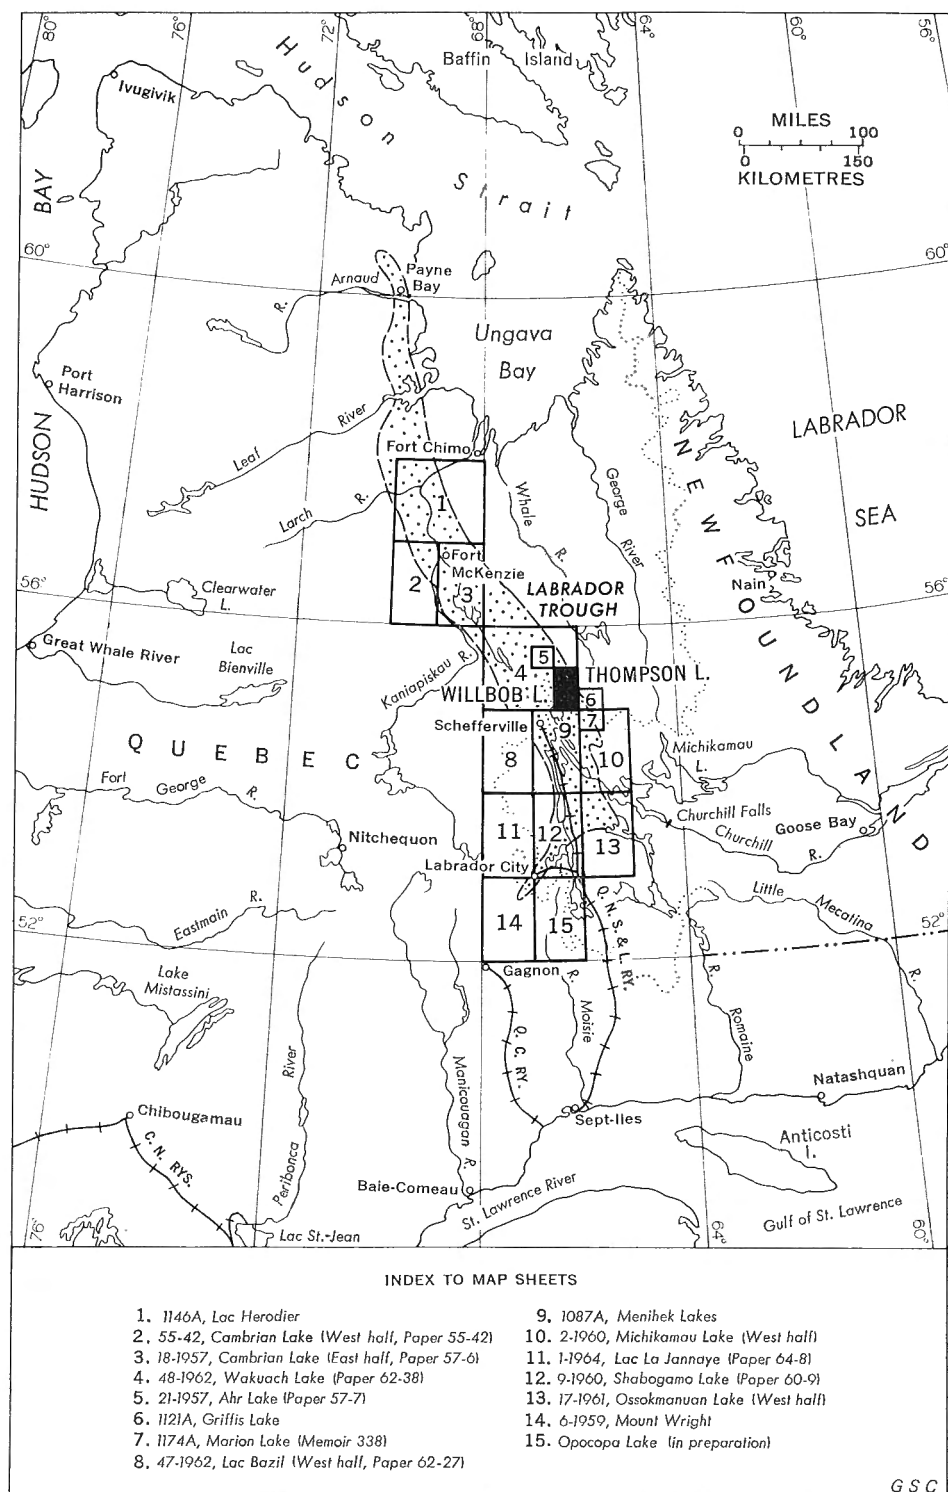 80°
76°
72°
68°
64°
60°
56°
Hudson
Strait
Baffin Island
Ivugivik
MILES
0 100
0 150
KILOMETRES
HUDSON BAY
60°
60°
Arnaud R.
Payne
Bay
Ungava
Bay
Port
Harrison
Leaf River
Fort Chimo
LABRADOR
SEA
NEWFOUNDLAND
Larch R.
Whale R.
George River
1
Fort
McKenzie
2
3
LABRADOR
TROUGH
Nain
56°
56°
Clearwater
L.
Great Whale River
Lac
Bienville
Kaniapiskau R.
4
5
THOMPSON L.
WILLBOB L.
6
7
Schefferville
8
9
10
Michikamau
L.
QUEBEC
Fort George R.
Nitchequon
Churchill Falls
Churchill R.
Goose Bay
11
12
13
Labrador City
Little Mecatina R.
Eastmain R.
52°
52°
14
15
Q. N. S. & L. RY.
Lake
Mistassini
Gagnon
Moisie R.
Romaine R.
Q. C. RY.
Peribonca River
Manicouagan R.
Natashquan
Chibougamau
Sept-Iles
C. N. RYS.
Anticosti
I.
Baie-Comeau
St. Lawrence River
Gulf of St. Lawrence
Lac St.-Jean
76°
64°
60°
INDEX TO MAP SHEETS
1. 1146A, Lac Herodier
2. 55-42, Cambrian Lake (West half, Paper 55-42)
3. 18-1957, Cambrian Lake (East half, Paper 57-6)
4. 48-1962, Wakuach Lake (Paper 62-38)
5. 21-1957, Ahr Lake (Paper 57-7)
6. 1121A, Griffis Lake
7. 1174A, Marion Lake (Memoir 338)
8. 47-1962, Lac Bazil (West half, Paper 62-27)
9. 1087A, Menihek Lakes
10. 2-1960, Michikamau Lake (West half)
11. 1-1964, Lac La Jannaye (Paper 64-8)
12. 9-1960, Shabogamo Lake (Paper 60-9)
13. 17-1961, Ossokmanuan Lake (West half)
14. 6-1959, Mount Wright
15. Opocopa Lake (in preparation)
GSC